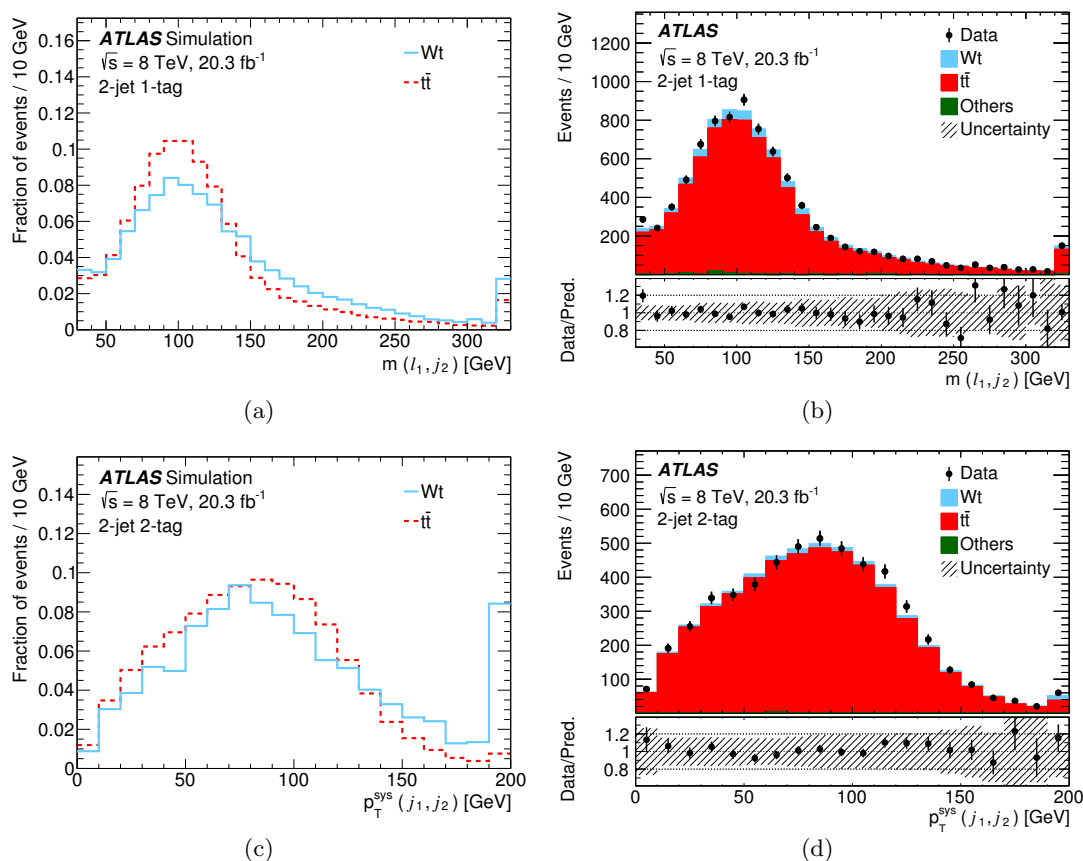 ATLAS Simulation
√s = 8 TeV, 20.3 fb⁻¹
2-jet 1-tag
Wt
tt̄
Fraction of events / 10 GeV
0.16
0.14
0.12
0.1
0.08
0.06
0.04
0.02
0
50 100 150 200 250 300
m (l₁, j₂) [GeV]
(a)
ATLAS
√s = 8 TeV, 20.3 fb⁻¹
2-jet 1-tag
Data
Wt
tt̄
Others
Uncertainty
Events / 10 GeV
1200
1000
800
600
400
200
Data/Pred.
1.2
1
0.8
50 100 150 200 250 300
m (l₁, j₂) [GeV]
(b)
ATLAS Simulation
√s = 8 TeV, 20.3 fb⁻¹
2-jet 2-tag
Wt
tt̄
Fraction of events / 10 GeV
0.14
0.12
0.1
0.08
0.06
0.04
0.02
0
0 50 100 150 200
p_T^sys (j₁, j₂) [GeV]
(c)
ATLAS
√s = 8 TeV, 20.3 fb⁻¹
2-jet 2-tag
Data
Wt
tt̄
Others
Uncertainty
Events / 10 GeV
700
600
500
400
300
200
100
Data/Pred.
1.2
1
0.8
0 50 100 150 200
p_T^sys (j₁, j₂) [GeV]
(d)